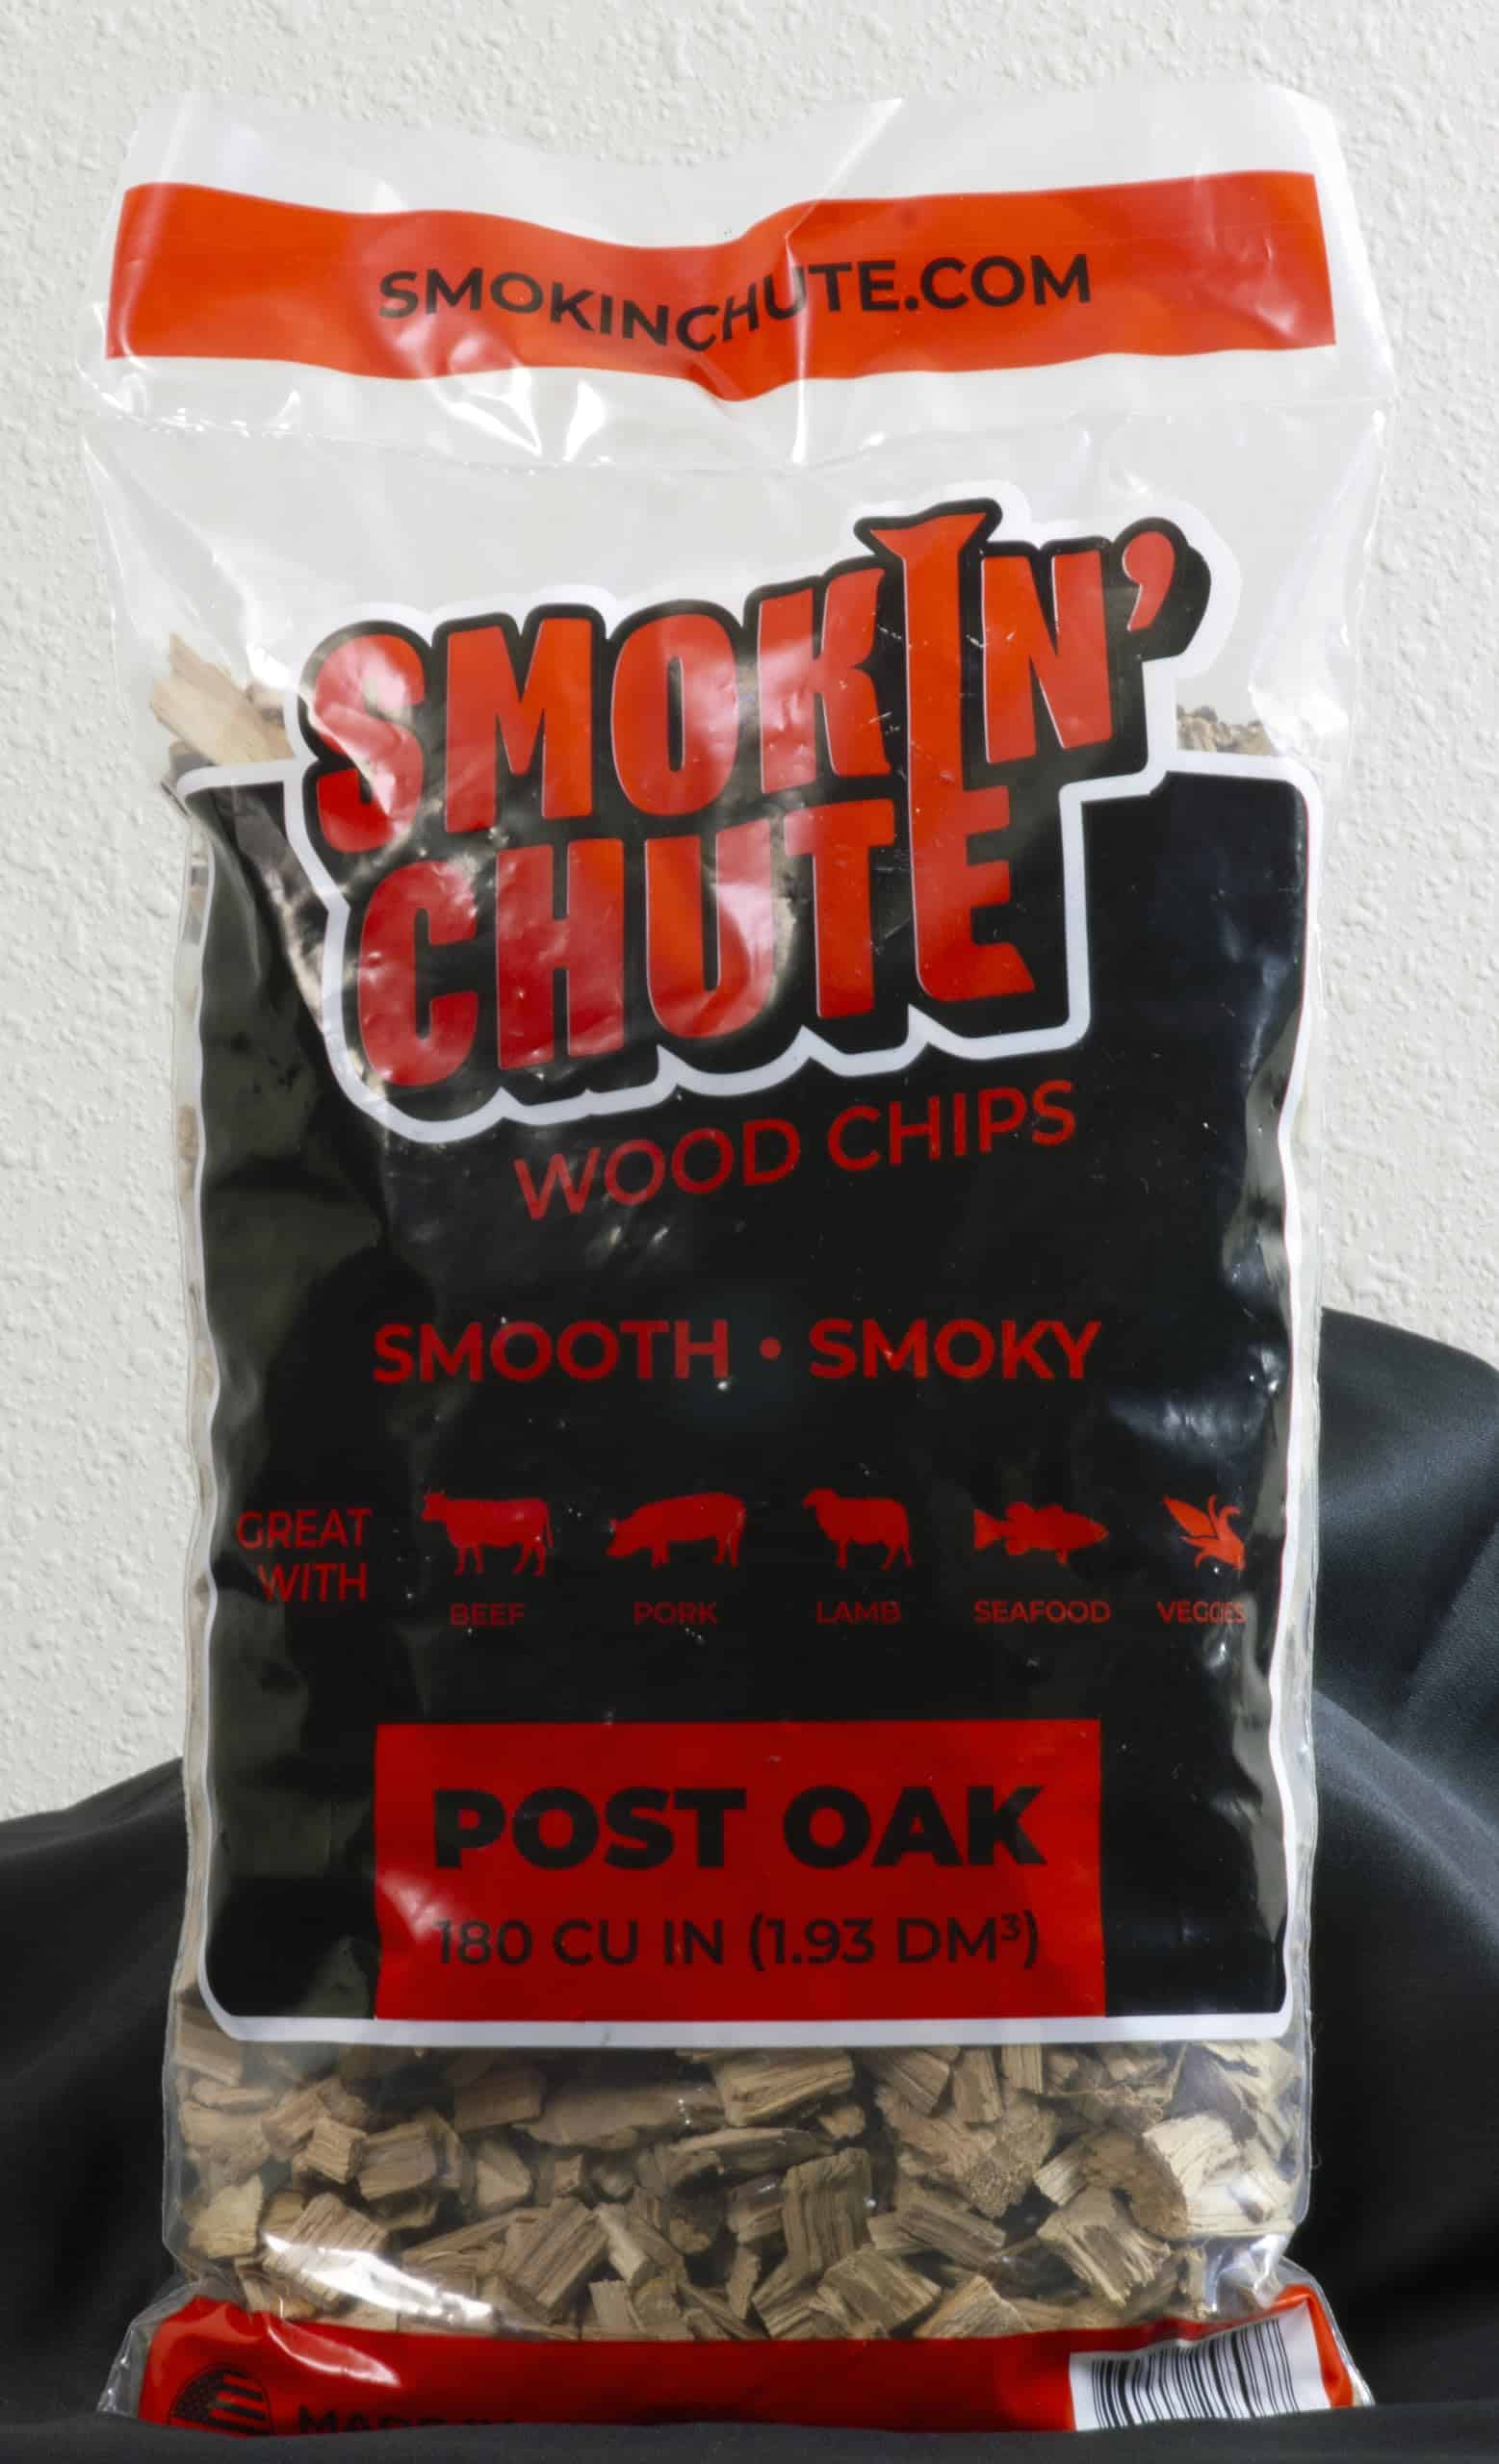 SMOKINCHUTE.COM
SMOKIN'
CHUTE
WOOD CHIPS
SMOOTH • SMOKY
GREAT
WITH
BEEF
PORK
LAMB
SEAFOOD
VEGGIES
POST OAK
180 CU IN (1.93 DM³)